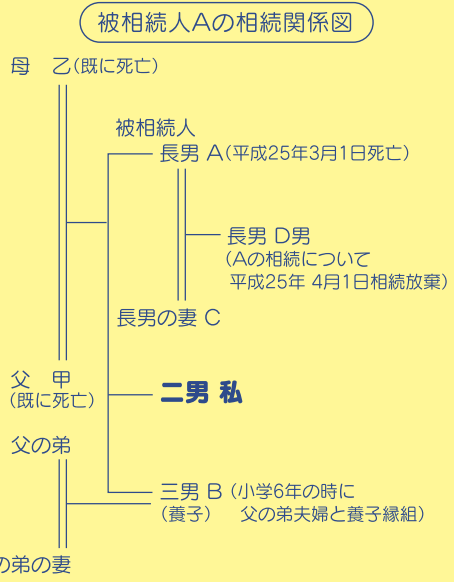 被相続人Aの相続関係図
母　乙(既に死亡)
被相続人
長男 A(平成25年3月1日死亡)
長男 D男
(Aの相続について
平成25年 4月1日相続放棄)
長男の妻 C
父　甲
(既に死亡)
二男 私
父の弟
三男 B (小学6年の時に
(養子)　父の弟夫婦と養子縁組)
の弟の妻